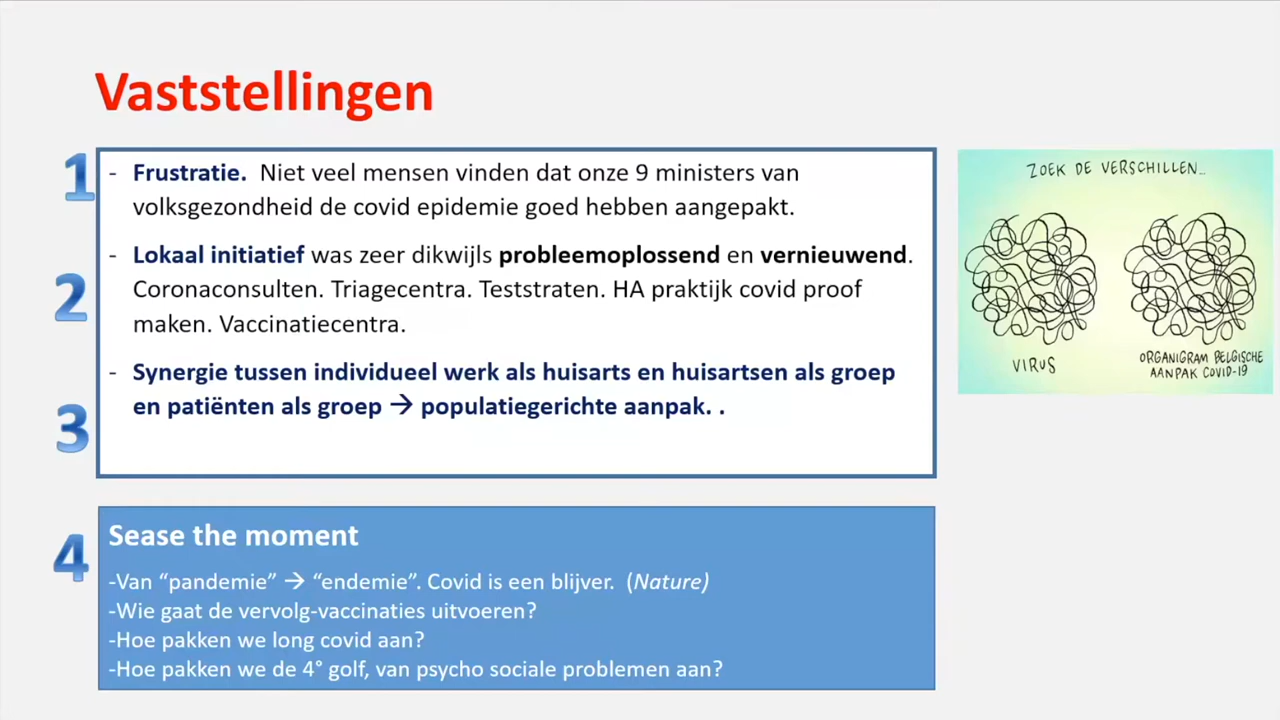 Vaststellingen
1
- Frustratie. Niet veel mensen vinden dat onze 9 ministers van
volksgezondheid de covid epidemie goed hebben aangepakt.
2
- Lokaal initiatief was zeer dikwijls probleemoplossend en vernieuwend.
Coronaconsulten. Triagecentra. Teststraten. HA praktijk covid proof
maken. Vaccinatiecentra.
3
- Synergie tussen individueel werk als huisarts en huisartsen als groep
en patiënten als groep → populatiegerichte aanpak. .
4
Sease the moment
-Van “pandemie” → “endemie”. Covid is een blijver. (Nature)
-Wie gaat de vervolg-vaccinaties uitvoeren?
-Hoe pakken we long covid aan?
-Hoe pakken we de 4° golf, van psycho sociale problemen aan?
ZOEK DE VERSCHILLEN...
VIRUS
ORGANIGRAM BELGISCHE
AANPAK COVID-19